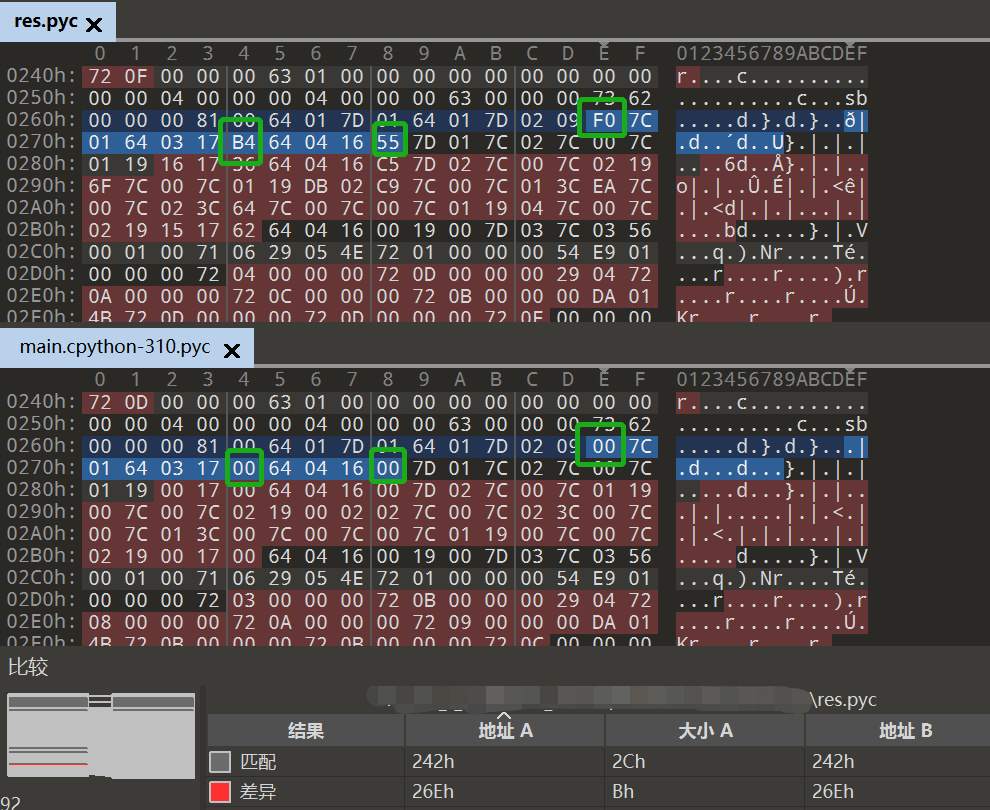 res.pyc
0 1 2 3 4 5 6 7 8 9 A B C D E F 0123456789ABCDEF
0240h: 72 0F 00 00 00 63 01 00 00 00 00 00 00 00 00 00 r....c..........
0250h: 00 00 04 00 00 00 04 00 00 00 63 00 00 00 73 62 ..........c...sb
0260h: 00 00 00 81 00 64 01 7D 01 64 01 7D 02 09 F0 7C .....d.}.d.}..ð|
0270h: 01 64 03 17 B4 64 04 16 55 7D 01 7C 02 7C 00 7C .d..´d..U}.|.|.|
0280h: 01 19 16 17 36 64 04 16 C5 7D 02 7C 00 7C 02 19 ....6d..Å}.|.|..
0290h: 6F 7C 00 7C 01 19 DB 02 C9 7C 00 7C 01 3C EA 7C o|.|..Û.É|.|.<ê|
02A0h: 00 7C 02 3C 64 7C 00 7C 00 7C 01 19 04 7C 00 7C .|.<d|.|.|...|.|
02B0h: 02 19 15 17 62 64 04 16 00 19 00 7D 03 7C 03 56 ....bd.....}.|.V
02C0h: 00 01 00 71 06 29 05 4E 72 01 00 00 00 54 E9 01 ...q.).Nr....Té.
02D0h: 00 00 00 72 04 00 00 00 72 0D 00 00 00 29 04 72 ...r....r....).r
02E0h: 0A 00 00 00 72 0C 00 00 00 72 0B 00 00 00 DA 01 ....r....r....Ú.
02F0h: 4B 72 0D 00 00 00 72 0D 00 00 00 72 0E 00 00 00 Kr....r....r....
main.cpython-310.pyc
0 1 2 3 4 5 6 7 8 9 A B C D E F 0123456789ABCDEF
0240h: 72 0D 00 00 00 63 01 00 00 00 00 00 00 00 00 00 r....c..........
0250h: 00 00 04 00 00 00 04 00 00 00 63 00 00 00 73 62 ..........c...sb
0260h: 00 00 00 81 00 64 01 7D 01 64 01 7D 02 09 00 7C .....d.}.d.}...|
0270h: 01 64 03 17 00 64 04 16 00 7D 01 7C 02 7C 00 7C .d...d...}.|.|.|
0280h: 01 19 00 17 00 64 04 16 00 7D 02 7C 00 7C 01 19 .....d...}.|.|..
0290h: 00 7C 00 7C 02 19 00 02 02 7C 00 7C 02 3C 00 7C .|.|.....|.|.<.|
02A0h: 00 7C 01 3C 00 7C 00 7C 00 7C 01 19 00 7C 00 7C .|.<.|.|.|...|.|
02B0h: 02 19 00 17 00 64 04 16 00 19 00 7D 03 7C 03 56 .....d.....}.|.V
02C0h: 00 01 00 71 06 29 05 4E 72 01 00 00 00 54 E9 01 ...q.).Nr....Té.
02D0h: 00 00 00 72 03 00 00 00 72 0B 00 00 00 29 04 72 ...r....r....).r
02E0h: 08 00 00 00 72 0A 00 00 00 72 09 00 00 00 DA 01 ....r....r....Ú.
02F0h: 4B 72 0B 00 00 00 72 0B 00 00 00 72 0C 00 00 00 Kr....r....r....
比较
\res.pyc
结果 地址 A 大小 A 地址 B
匹配 242h 2Ch 242h
差异 26Eh Bh 26Eh
92